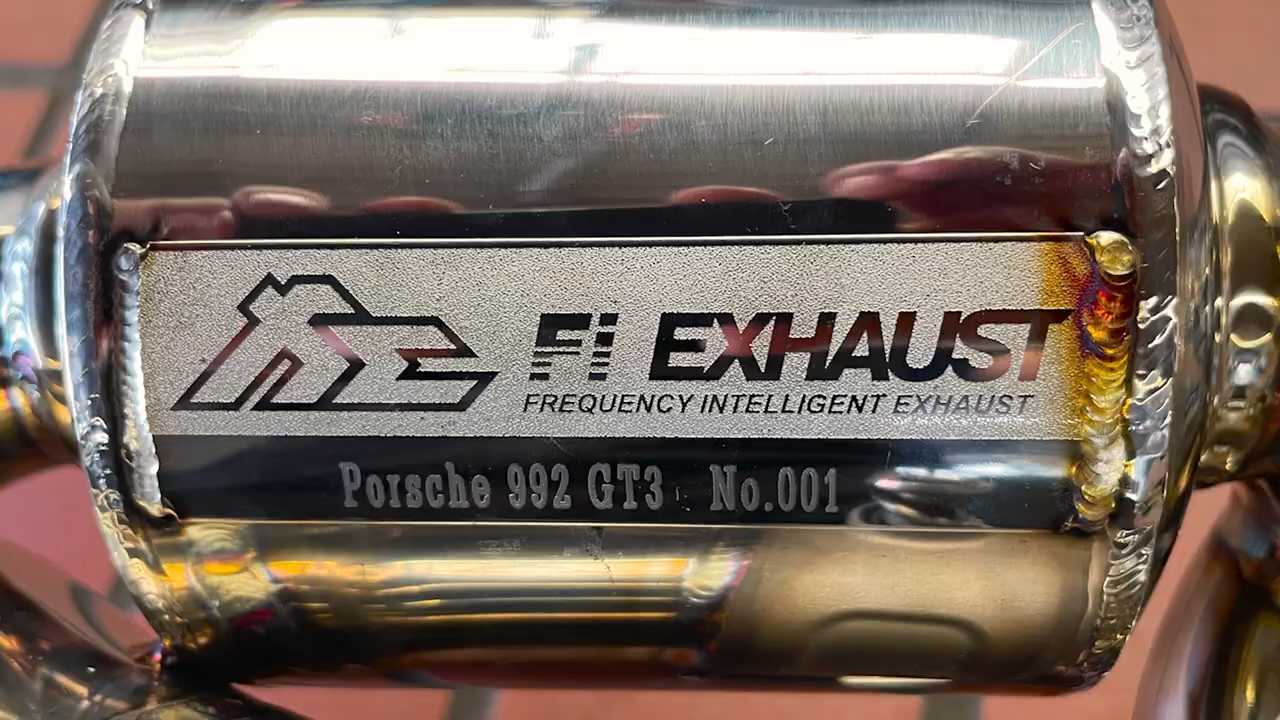 Fi EXHAUST
FREQUENCY INTELLIGENT EXHAUST
Porsche 992 GT3 No.001